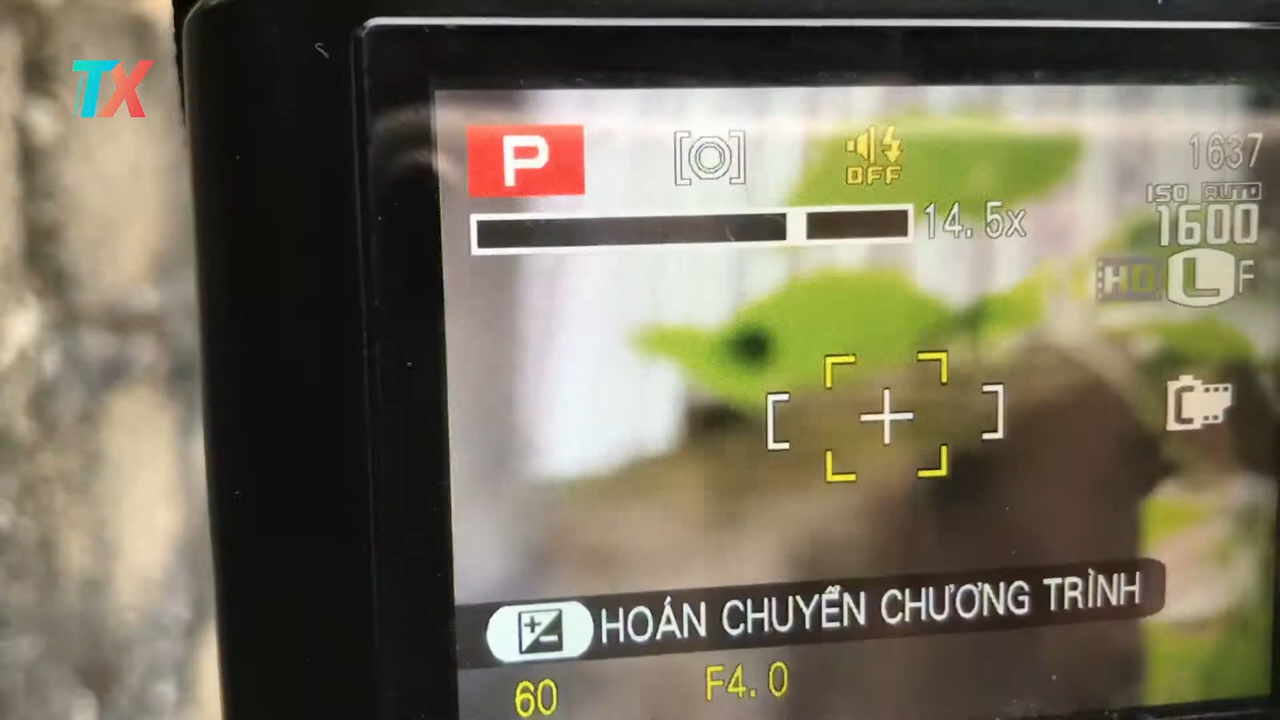 TX
P
OFF
1637
14.5x
ISO AUTO
1600
HD L F
HOÁN CHUYỂN CHƯƠNG TRÌNH
60 F4.0